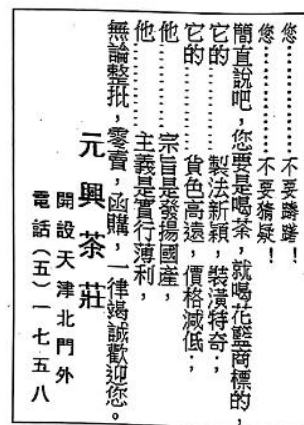 您………不要躊躇！
您………不要猜疑！
簡直說吧，您要是喝茶，就喝花籃商標的，
它的………製法新穎，裝潢特奇；
它的………貨色高遠，價格減低；
他………宗旨是發揚國產，
他………主義是實行薄利，
無論整批，零賣，函購，一律竭誠歡迎您。
元興茶莊
開設天津北門外
電話（五）一七五八